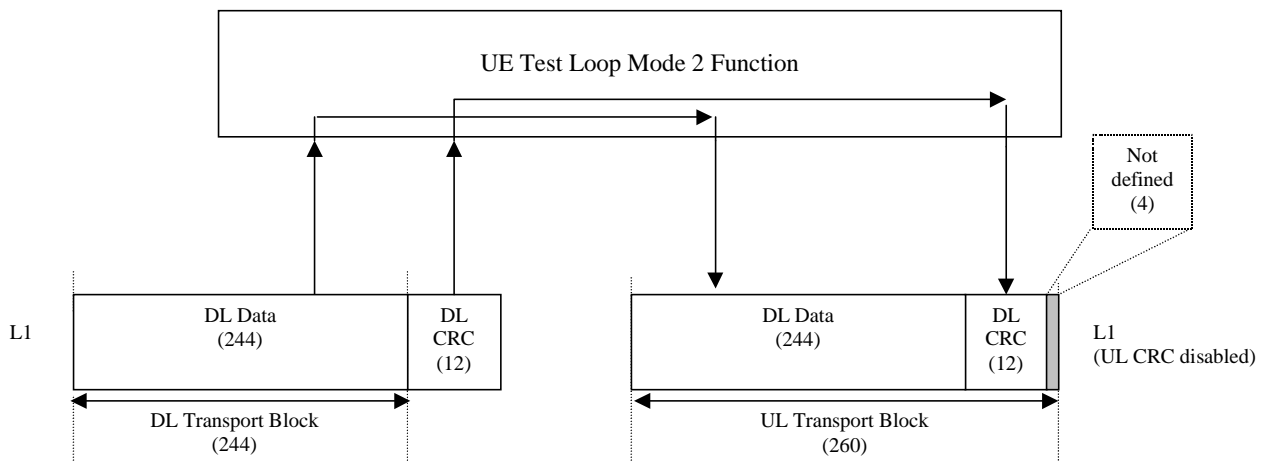 UE Test Loop Mode 2 Function
Not
defined
(4)
L1
DL Data
(244)
DL
CRC
(12)
DL Data
(244)
DL
CRC
(12)
L1
(UL CRC disabled)
DL Transport Block
(244)
UL Transport Block
(260)